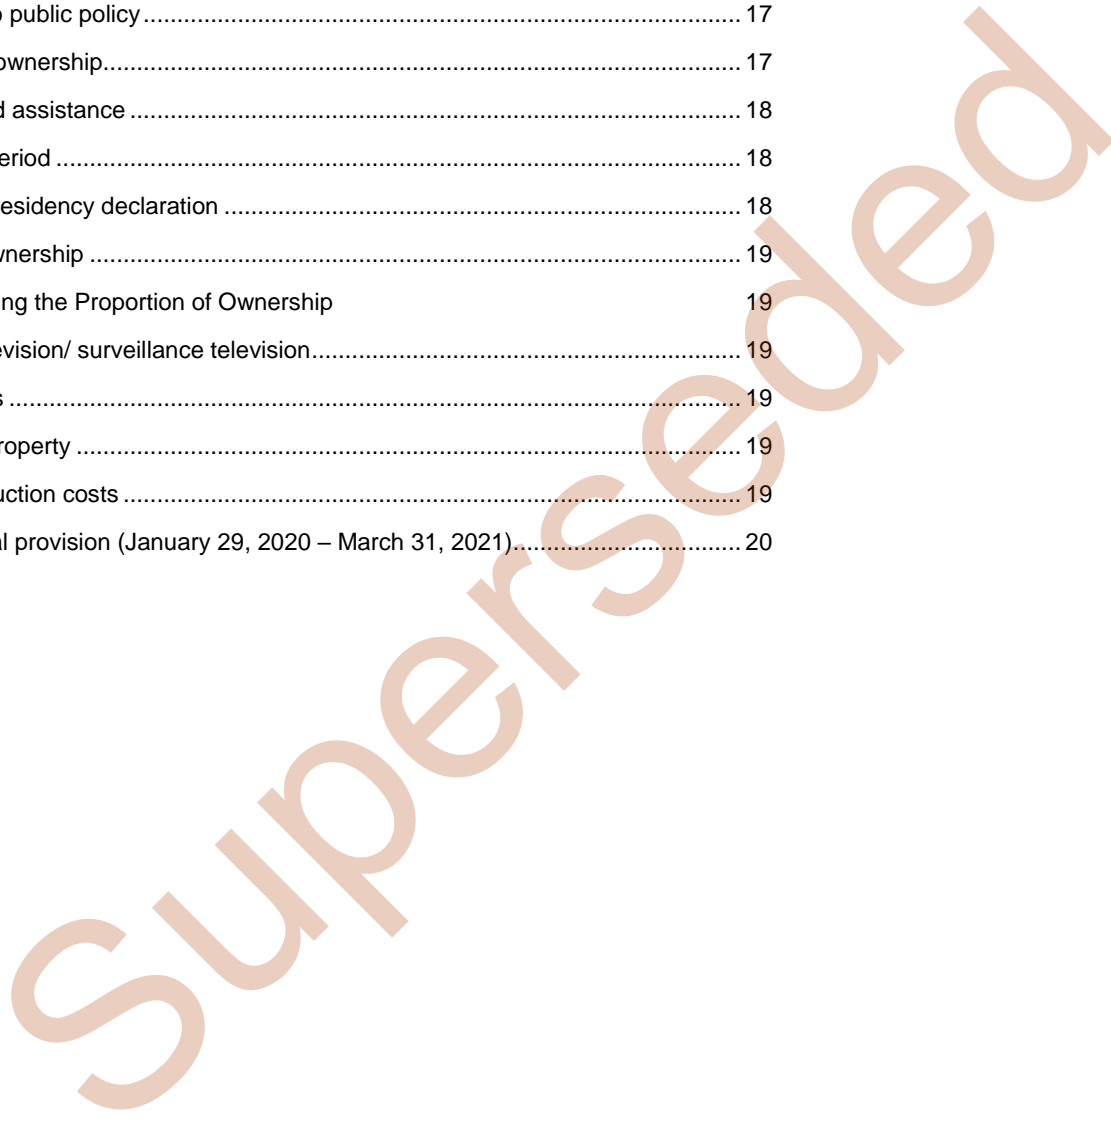 public policy........................................................................................ 17
ownership.............................................................................................. 17
assistance ........................................................................................... 18
eriod ...................................................................................................... 18
esidency declaration ............................................................................. 18
wnership ................................................................................................. 19
ing the Proportion of Ownership 19
evision/ surveillance television............................................................... 19
s ............................................................................................................. 19
roperty ................................................................................................... 19
uction costs ............................................................................................ 19
al provision (January 29, 2020 – March 31, 2021).................................. 20
Superseded